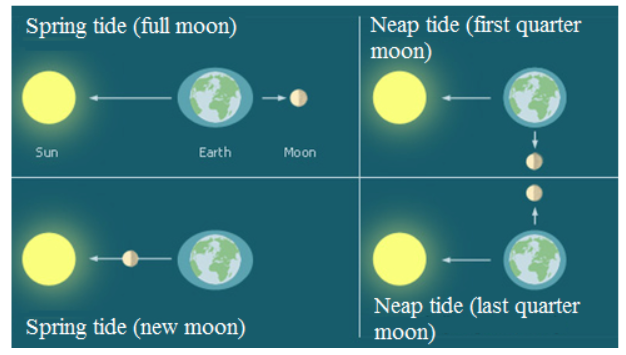 Spring tide (full moon)
Sun
Earth
Moon
Neap tide (first quarter
moon)
Spring tide (new moon)
Neap tide (last quarter
moon)